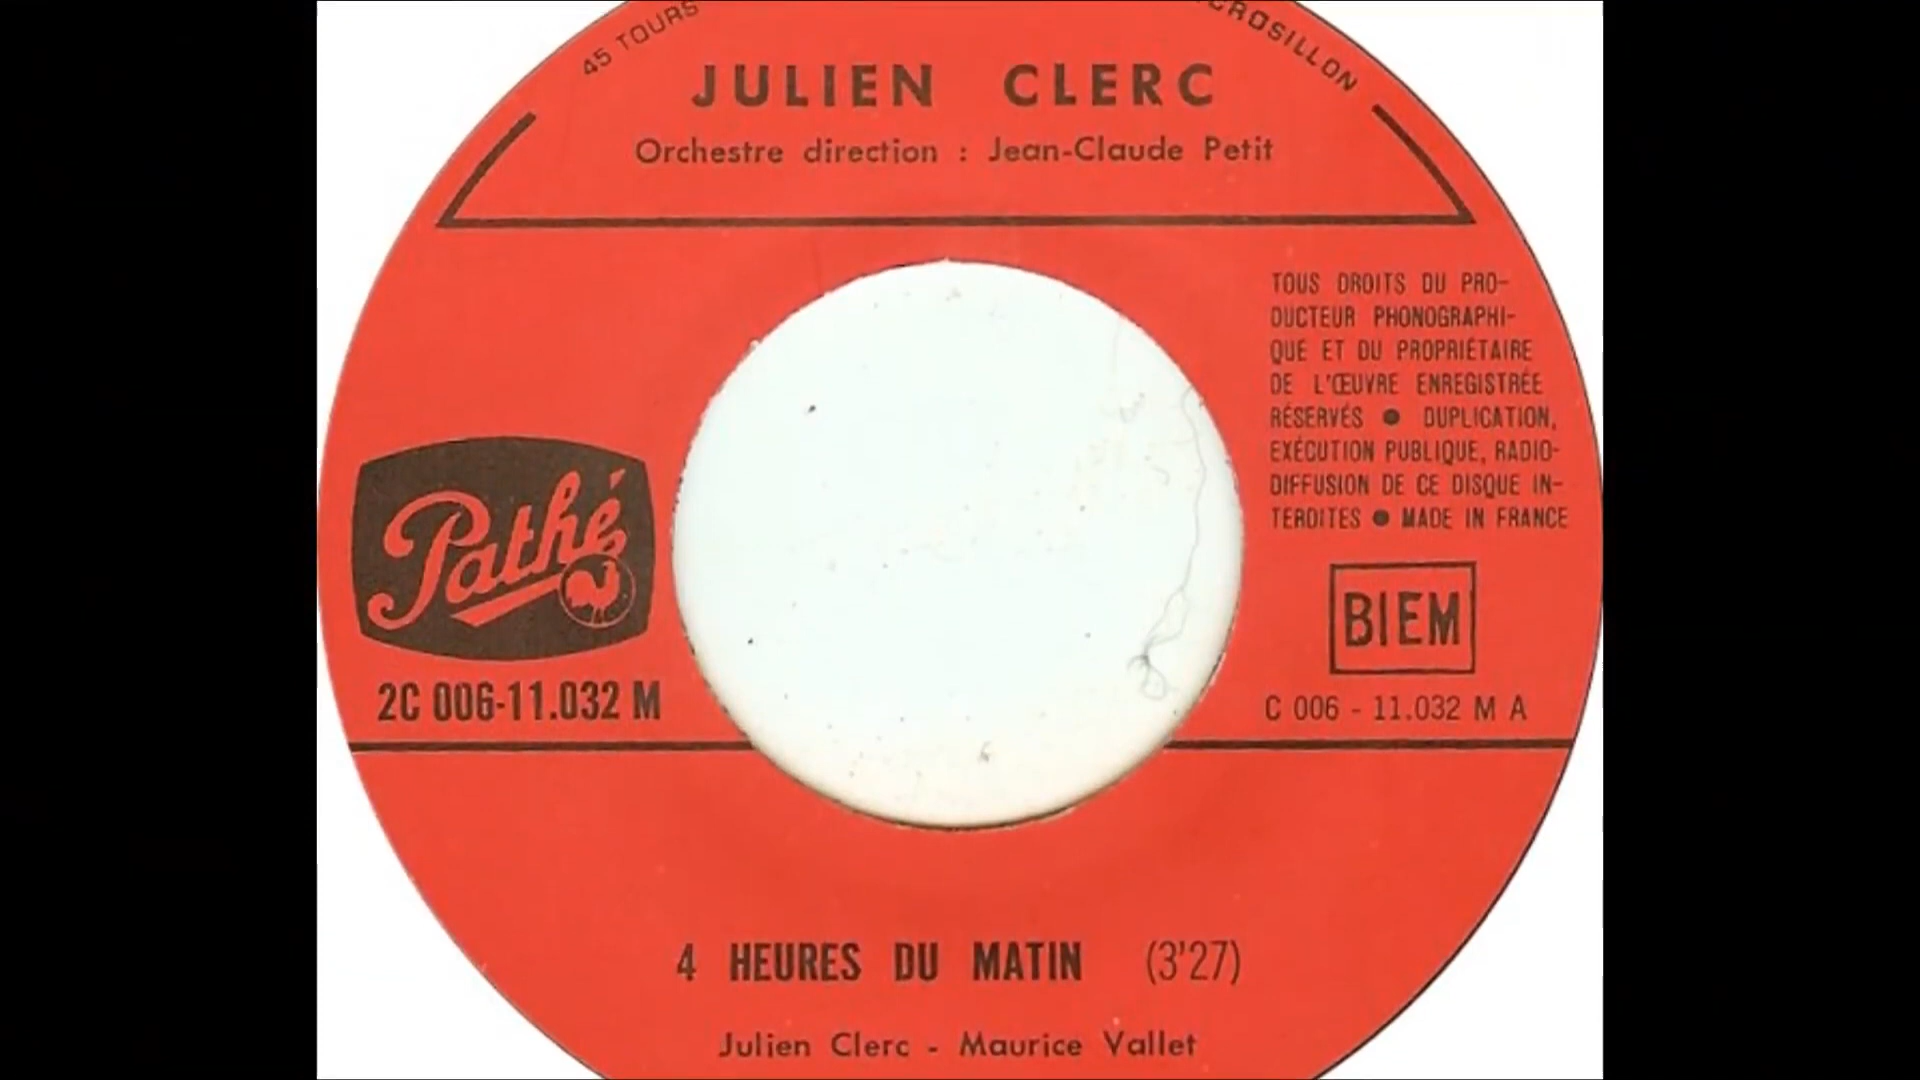 45 TOURS
JULIEN CLERC
Orchestre direction : Jean-Claude Petit
TOUS DROITS DU PRO-
DUCTEUR PHONOGRAPHI-
QUE ET DU PROPRIÉTAIRE
DE L'ŒUVRE ENREGISTRÉE
RÉSERVÉS ● DUPLICATION,
EXÉCUTION PUBLIQUE, RADIO-
DIFFUSION DE CE DISQUE IN-
TERDITES ● MADE IN FRANCE
Pathé
BIEM
2C 006-11.032 M
C 006 - 11.032 M A
4 HEURES DU MATIN (3'27)
Julien Clerc - Maurice Vallet